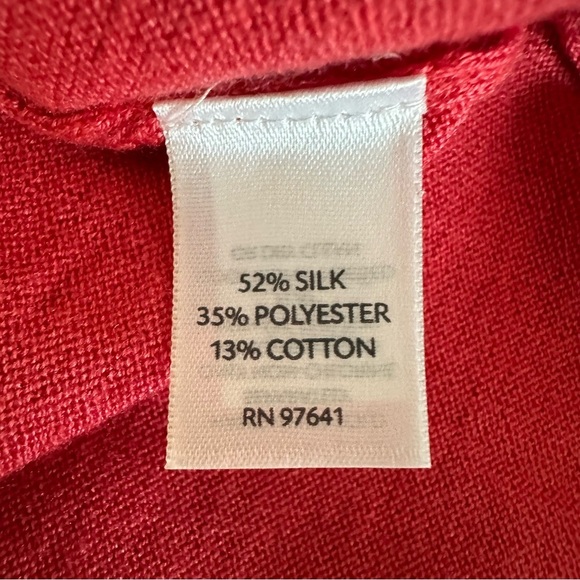 52% SILK
35% POLYESTER
13% COTTON
RN 97641